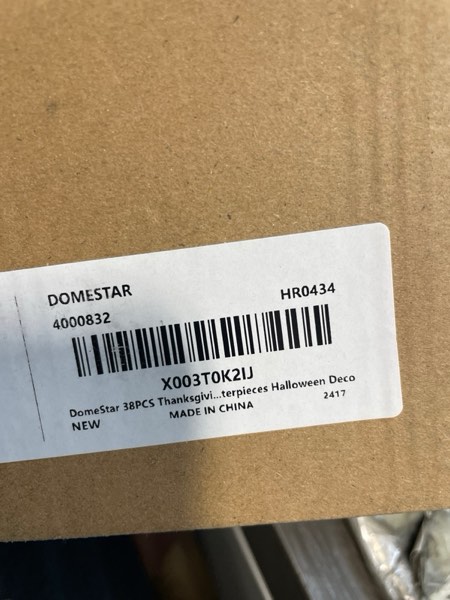 DOMESTAR
4000832 HR0434
X003T0K2IJ
DomeStar 38PCS Thanksgivi...terpieces Halloween Deco
NEW MADE IN CHINA 2417